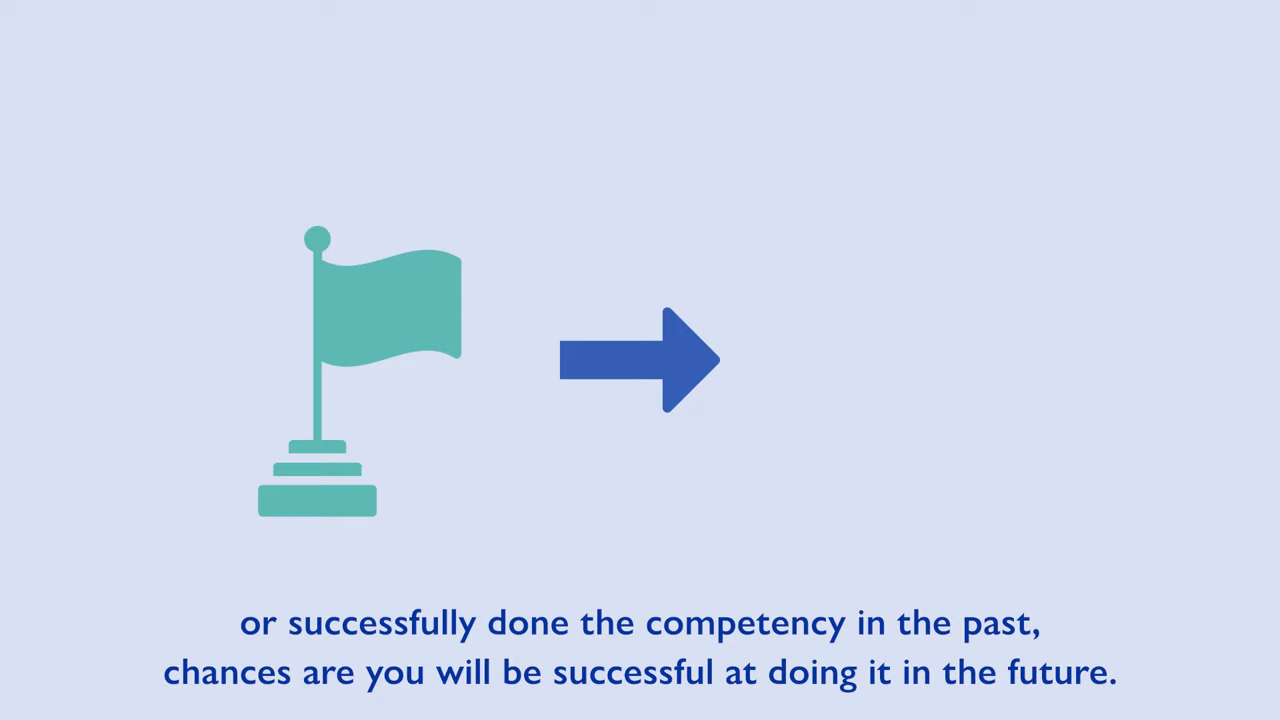 or successfully done the competency in the past,
chances are you will be successful at doing it in the future.